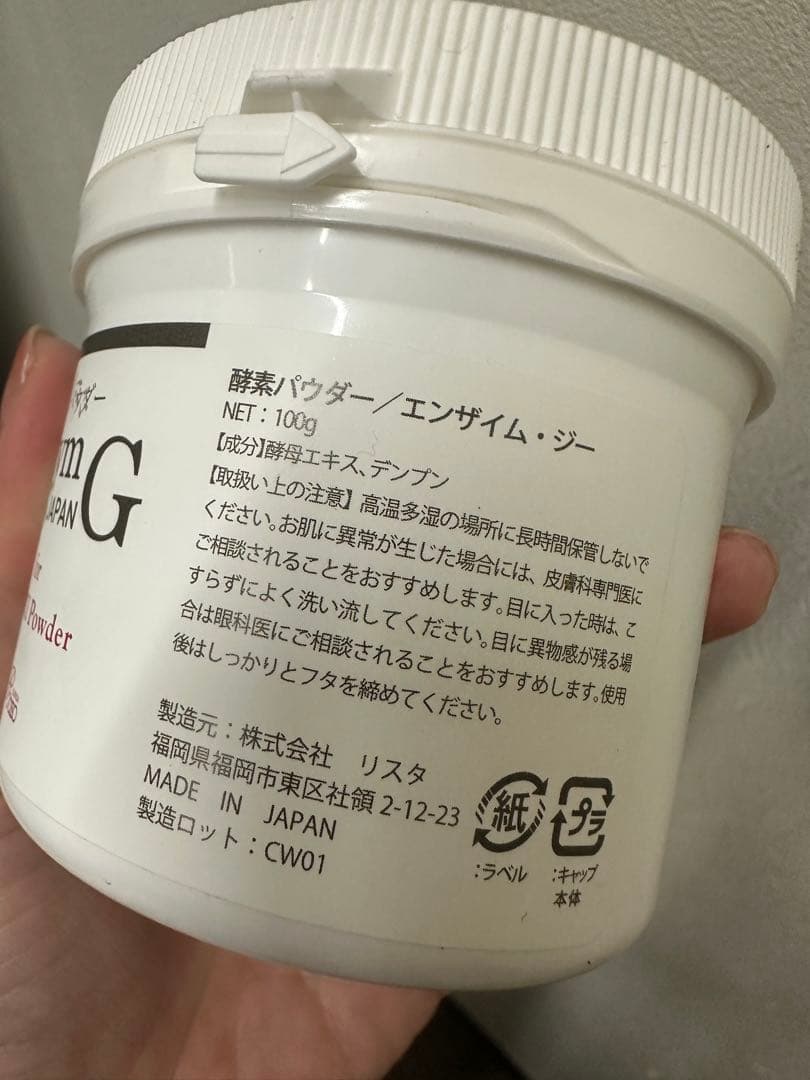 ym
JAPAN
G
Powder
酵素パウダー／エンザイム・ジー
NET：100g
【成分】酵母エキス、デンプン
【取扱い上の注意】高温多湿の場所に長時間保管しないで
ください。お肌に異常が生じた場合には、皮膚科専門医に
ご相談されることをおすすめします。目に入った時は、こ
すらずによく洗い流してください。目に異物感が残る場
合は眼科医にご相談されることをおすすめします。使用
後はしっかりとフタを締めてください。
製造元：株式会社　リスタ
福岡県福岡市東区社領2-12-23
MADE IN JAPAN
製造ロット：CW01
紙
プラ
：ラベル
：キャップ
本体